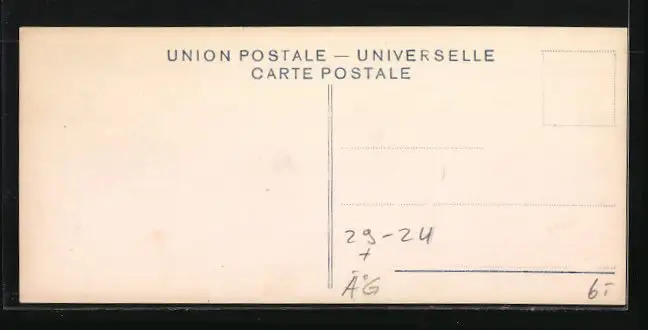 UNION POSTALE — UNIVERSELLE
CARTE POSTALE
29-24
+
ÄG
6,-